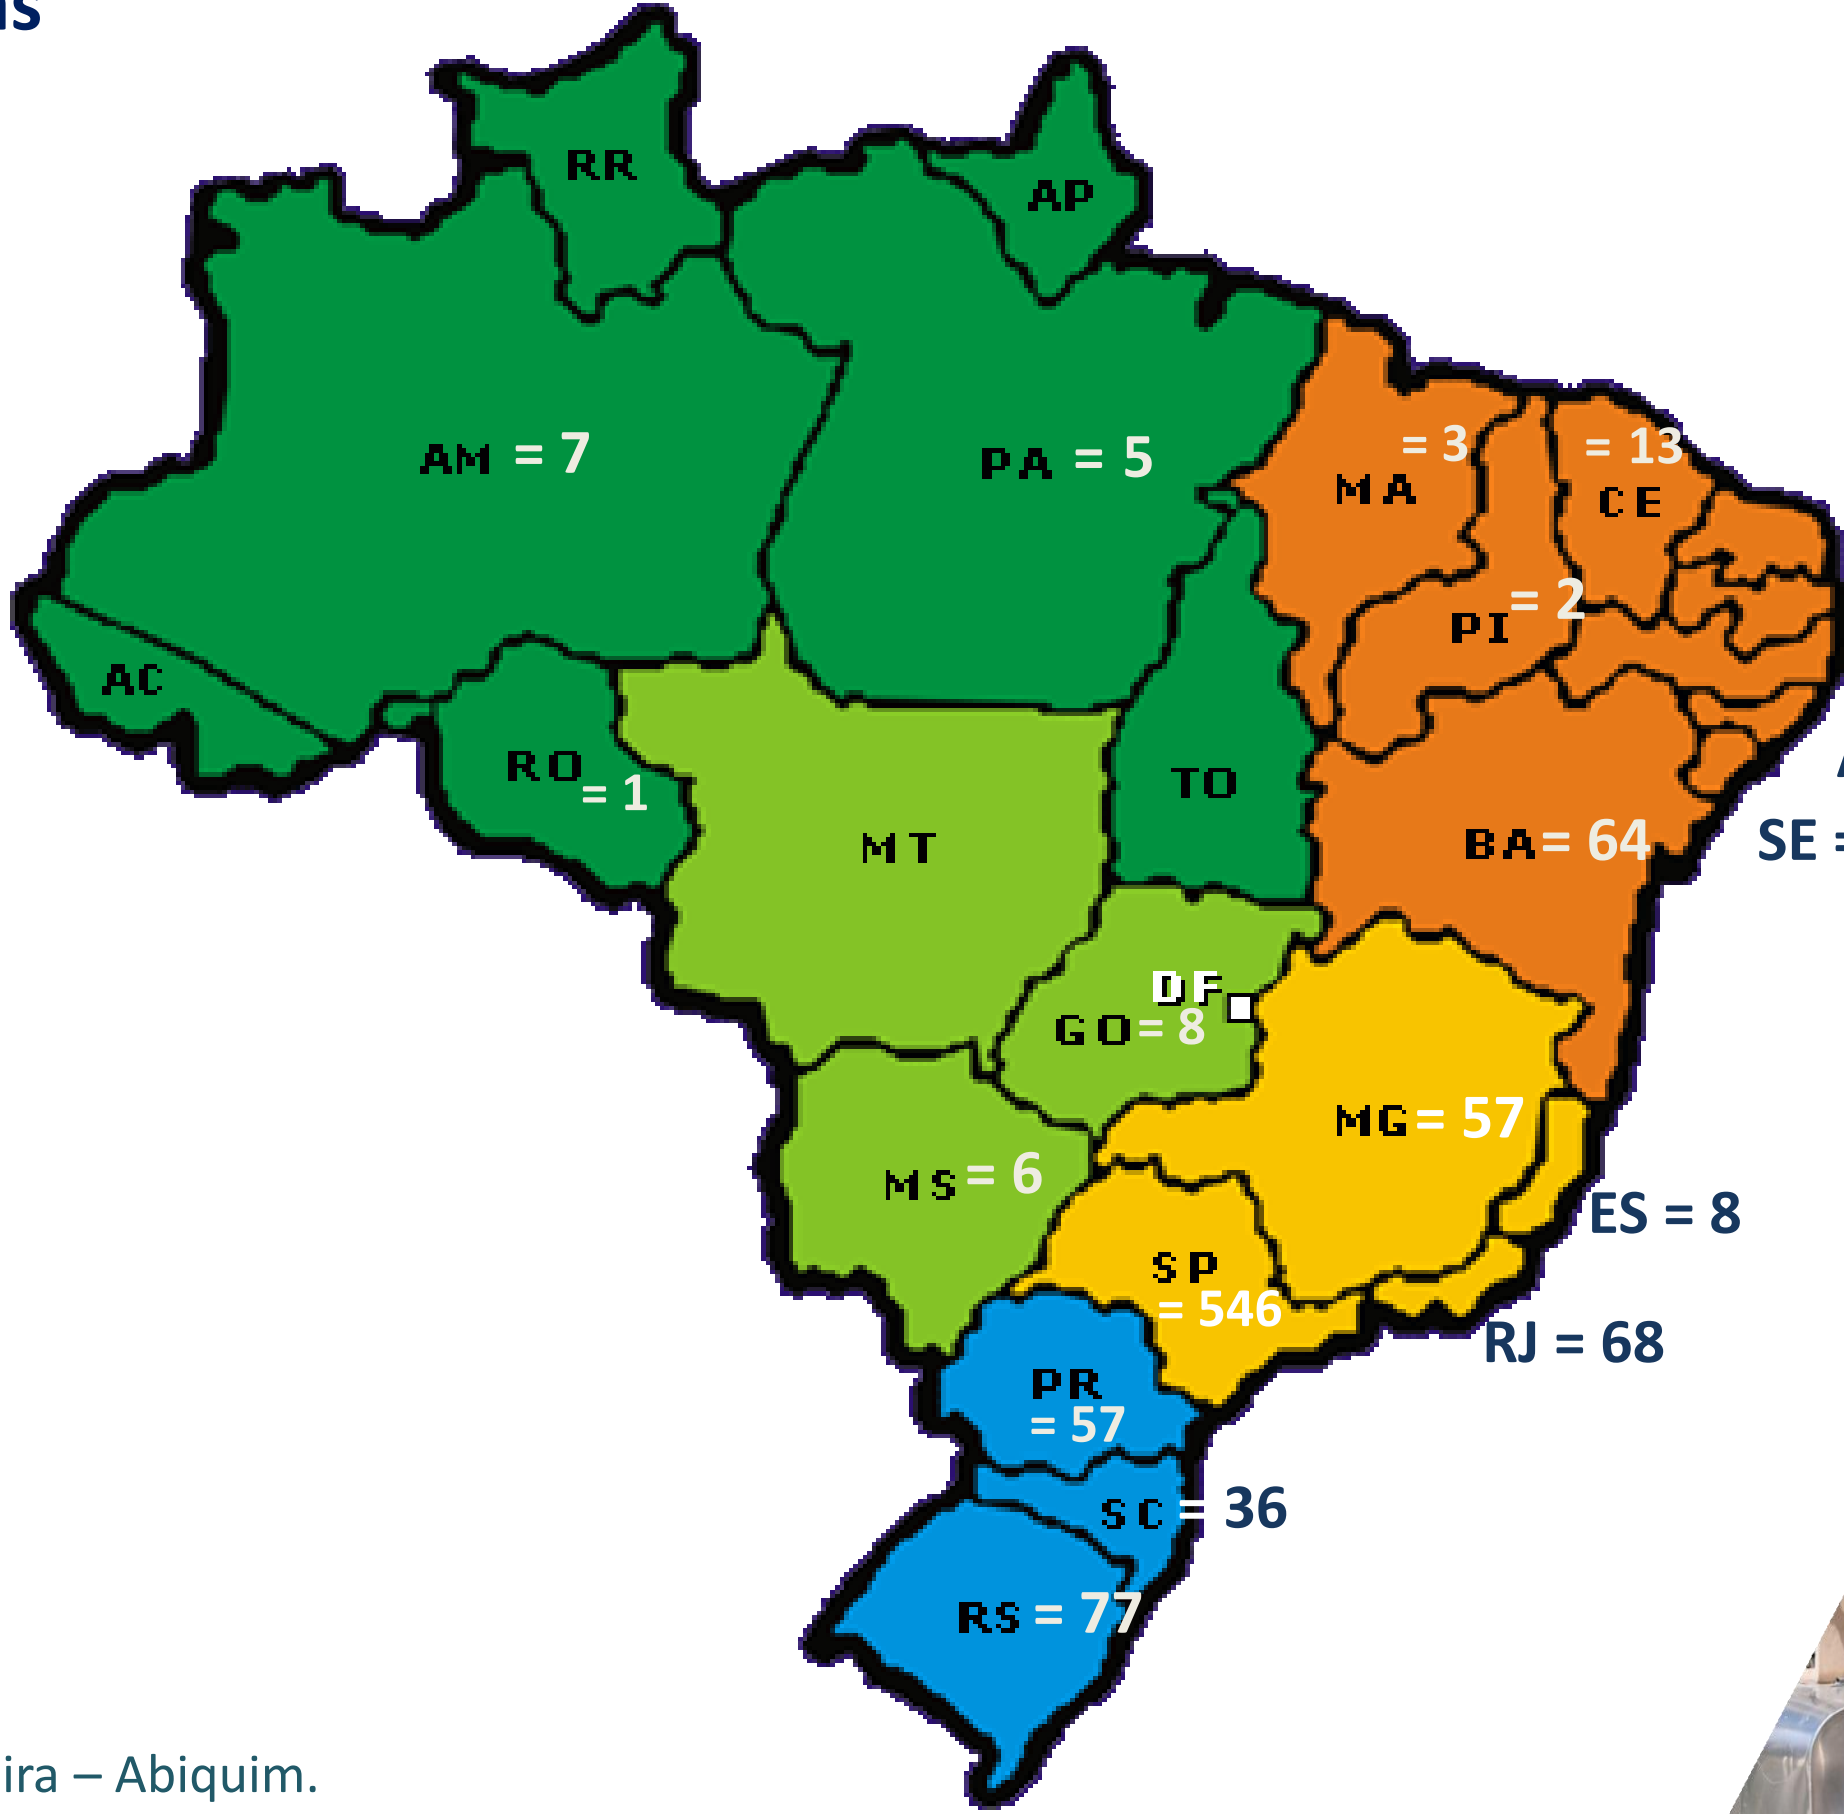 RR
AP
AM = 7
PA = 5
= 3
MA
= 13
CE
PI = 2
AC
RO = 1
TO
MT
BA = 64
SE =
DF
GO = 8
MG = 57
MS = 6
ES = 8
SP
= 546
RJ = 68
PR
= 57
SC = 36
RS = 77
ira – Abiquim.